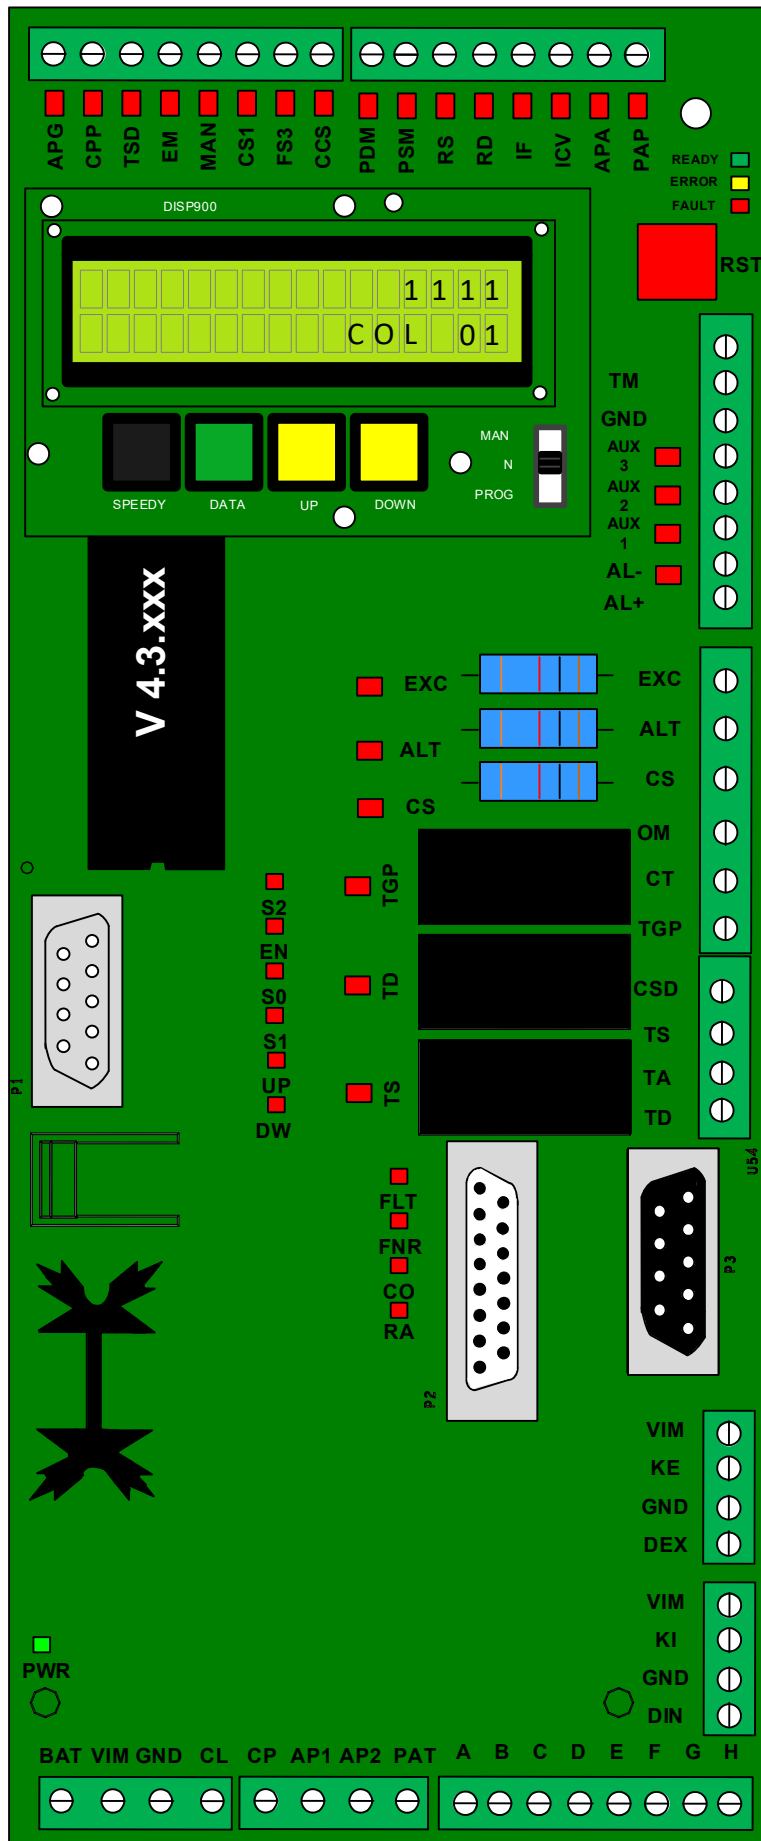 APG CPP TSD EM MAN CS1 FS3 CCS PDM PSM RS RD IF ICV APA PAP
READY
ERROR
FAULT
DISP900
RST
1111
COL 01
SPEEDY DATA UP DOWN
MAN
N
PROG
TM
GND
AUX
3
AUX
2
AUX
1
AL-
AL+
V 4.3.xxx
EXC
ALT
CS
EXC
ALT
CS
OM
CT
TGP
TGP
TD
TS
CSD
TS
TA
TD
S2
EN
S0
S1
UP
DW
P1
U54
FLT
FNR
CO
RA
P2
P3
VIM
KE
GND
DEX
VIM
KI
GND
DIN
PWR
BAT VIM GND CL CP AP1 AP2 PAT A B C D E F G H